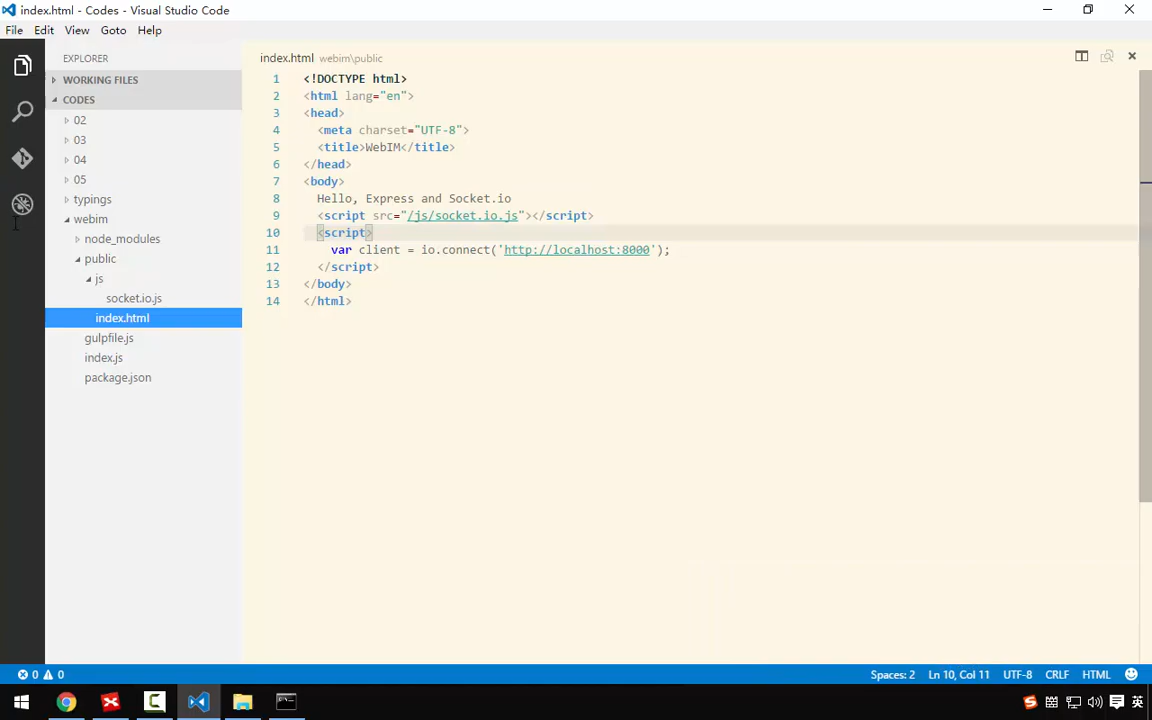 index.html - Codes - Visual Studio Code
File Edit View Goto Help
EXPLORER
WORKING FILES
CODES
02
03
04
05
typings
webim
node_modules
public
js
socket.io.js
index.html
gulpfile.js
index.js
package.json
index.html webim\public
1 <!DOCTYPE html>
2 <html lang="en">
3 <head>
4 <meta charset="UTF-8">
5 <title>WebIM</title>
6 </head>
7 <body>
8 Hello, Express and Socket.io
9 <script src="/js/socket.io.js"></script>
10 <script>
11 var client = io.connect('http://localhost:8000');
12 </script>
13 </body>
14 </html>
0 0
Spaces: 2 Ln 10, Col 11 UTF-8 CRLF HTML
英